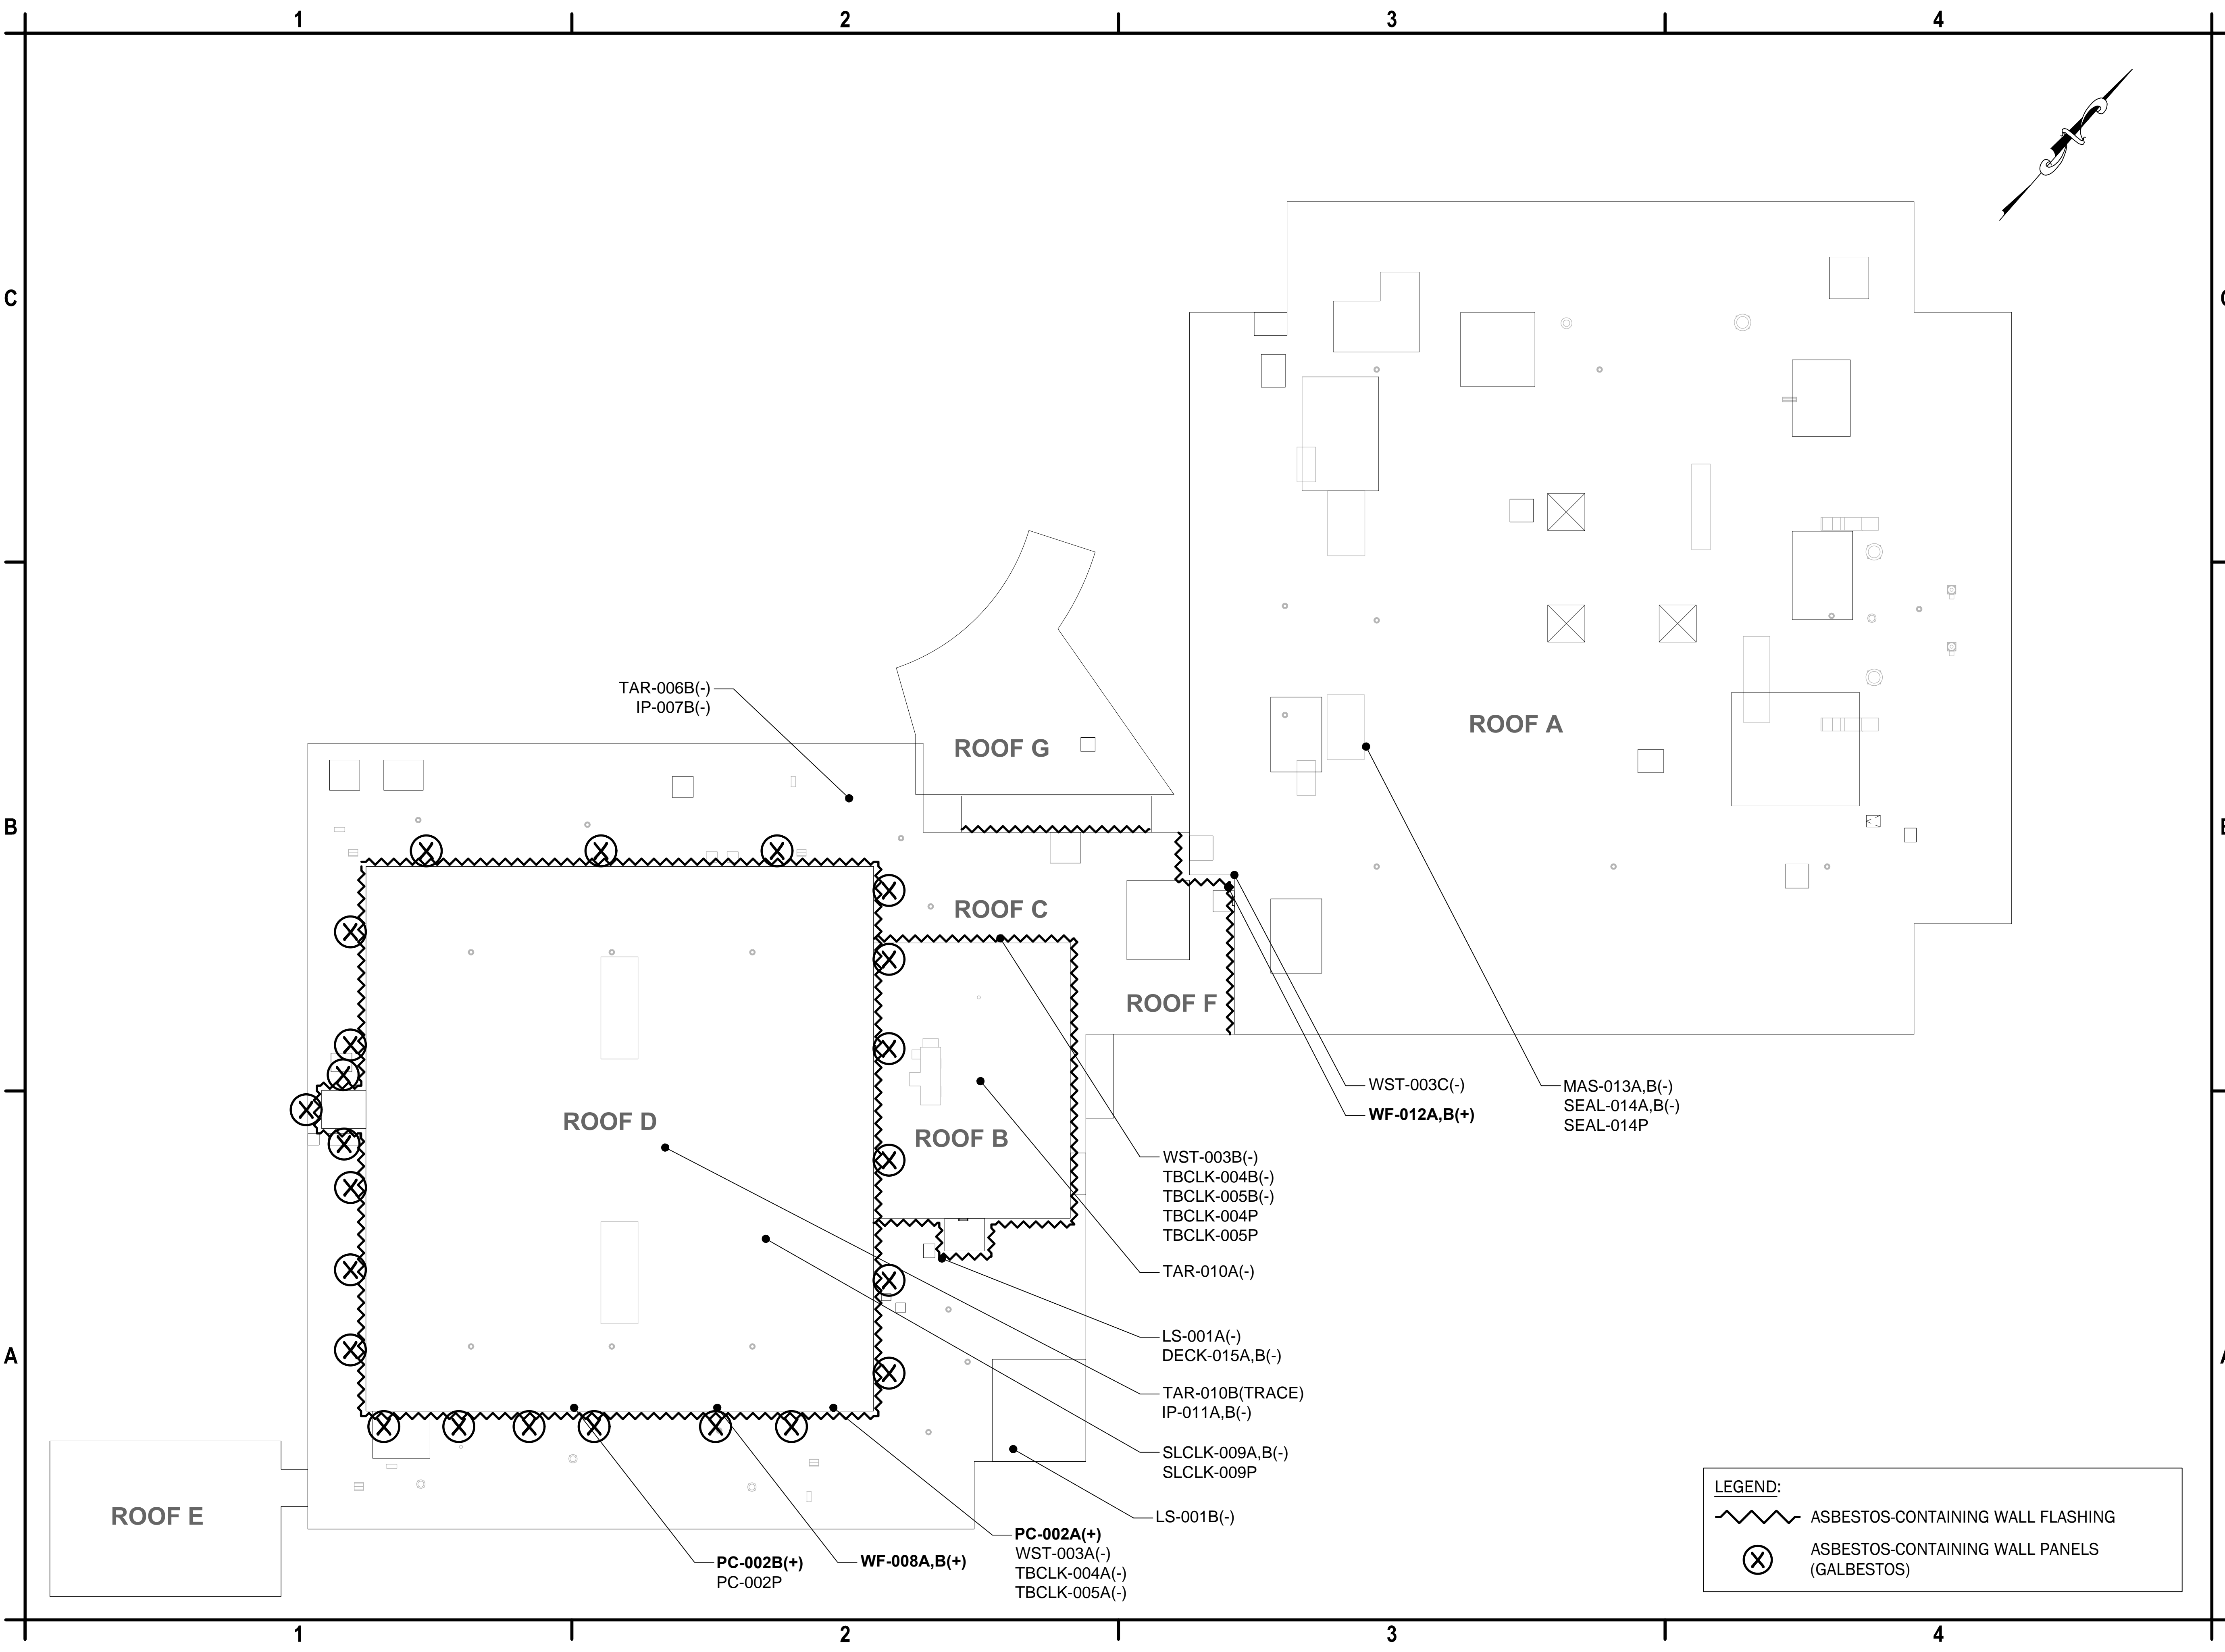 1
2
3
4
C
TAR-006B(-)
IP-007B(-)
ROOF G
ROOF A
B
ROOF C
ROOF F
WST-003C(-)
WF-012A,B(+)
MAS-013A,B(-)
SEAL-014A,B(-)
SEAL-014P
ROOF D
ROOF B
WST-003B(-)
TBCLK-004B(-)
TBCLK-005B(-)
TBCLK-004P
TBCLK-005P
TAR-010A(-)
LS-001A(-)
DECK-015A,B(-)
A
TAR-010B(TRACE)
IP-011A,B(-)
SLCLK-009A,B(-)
SLCLK-009P
LS-001B(-)
ROOF E
PC-002B(+)
PC-002P
WF-008A,B(+)
PC-002A(+)
WST-003A(-)
TBCLK-004A(-)
TBCLK-005A(-)
LEGEND:
ASBESTOS-CONTAINING WALL FLASHING
ASBESTOS-CONTAINING WALL PANELS
(GALBESTOS)
1
2
3
4